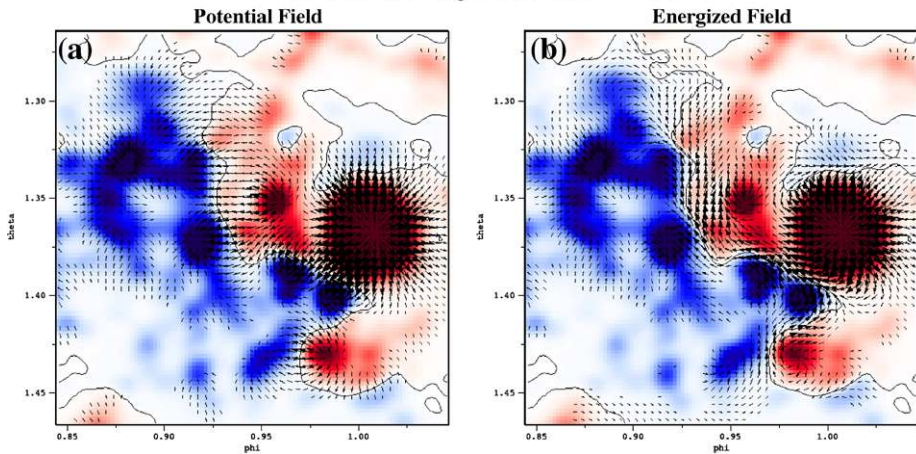 Potential Field
Energized Field
(a)
(b)
1.30
1.35
1.40
1.45
theta
0.85
0.90
0.95
1.00
phi
1.30
1.35
1.40
1.45
theta
0.85
0.90
0.95
1.00
phi